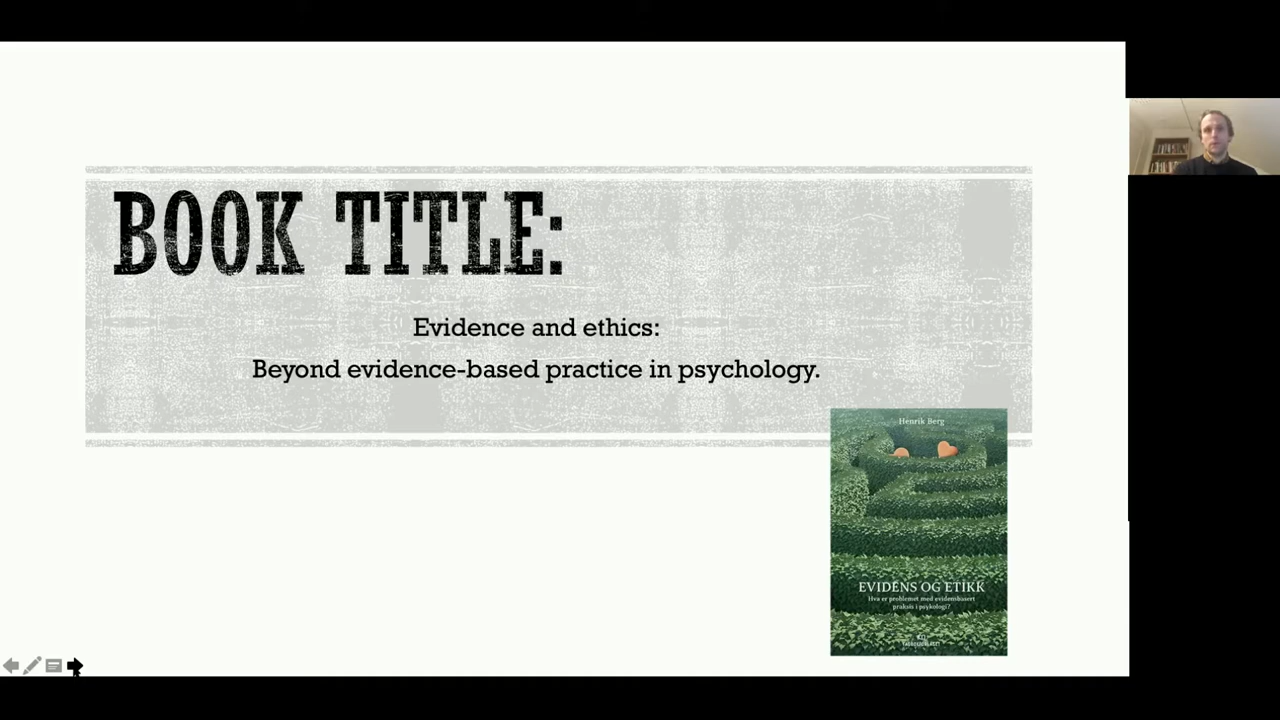 BOOK TITLE:
Evidence and ethics:
Beyond evidence-based practice in psychology.
Henrik Berg
EVIDENS OG ETIKK
Hva er problemet med evidensbasert
praksis i psykologi?